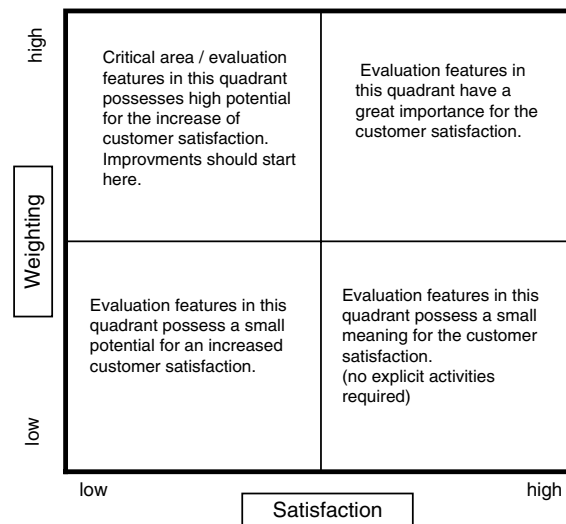 high
Critical area / evaluation
features in this quadrant
possesses high potential
for the increase of
customer satisfaction.
Improvments should start
here.
Evaluation features in
this quadrant have a
great importance for the
customer satisfaction.
Weighting
Evaluation features in this
quadrant possess a small
potential for an increased
customer satisfaction.
Evaluation features in this
quadrant possess a small
meaning for the customer
satisfaction.
(no explicit activities
required)
low
low
high
Satisfaction